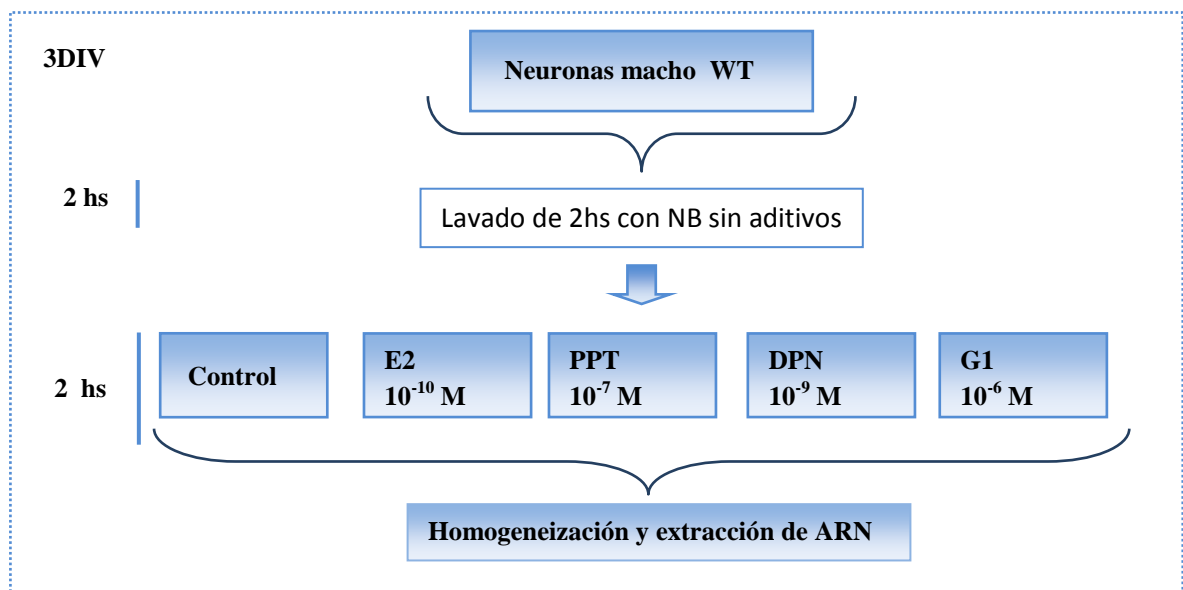 3DIV
Neuronas macho WT
2 hs
Lavado de 2hs con NB sin aditivos
2 hs
Control
E2
10⁻¹⁰ M
PPT
10⁻⁷ M
DPN
10⁻⁹ M
G1
10⁻⁶ M
Homogeneización y extracción de ARN